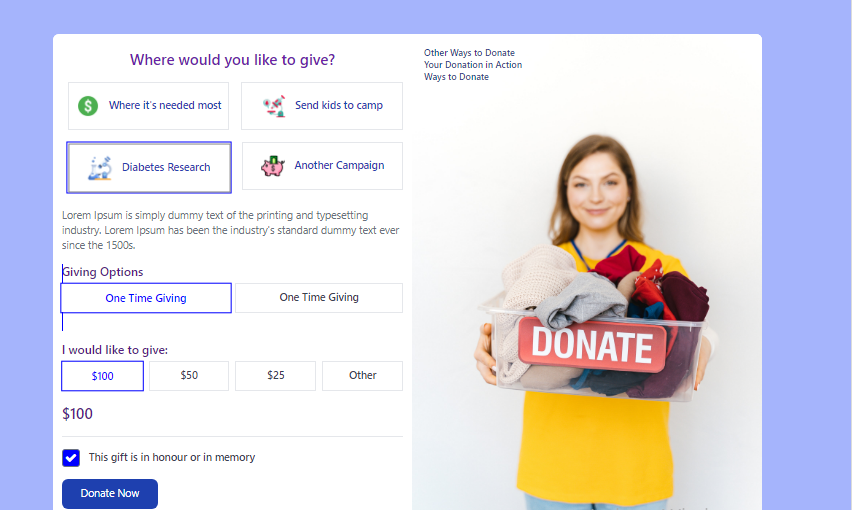 Where would you like to give?
Where it's needed most
Send kids to camp
Diabetes Research
Another Campaign
Lorem Ipsum is simply dummy text of the printing and typesetting
industry. Lorem Ipsum has been the industry's standard dummy text ever
since the 1500s.
Giving Options
One Time Giving
One Time Giving
I would like to give:
$100
$50
$25
Other
$100
This gift is in honour or in memory
Donate Now
Other Ways to Donate
Your Donation in Action
Ways to Donate
DONATE